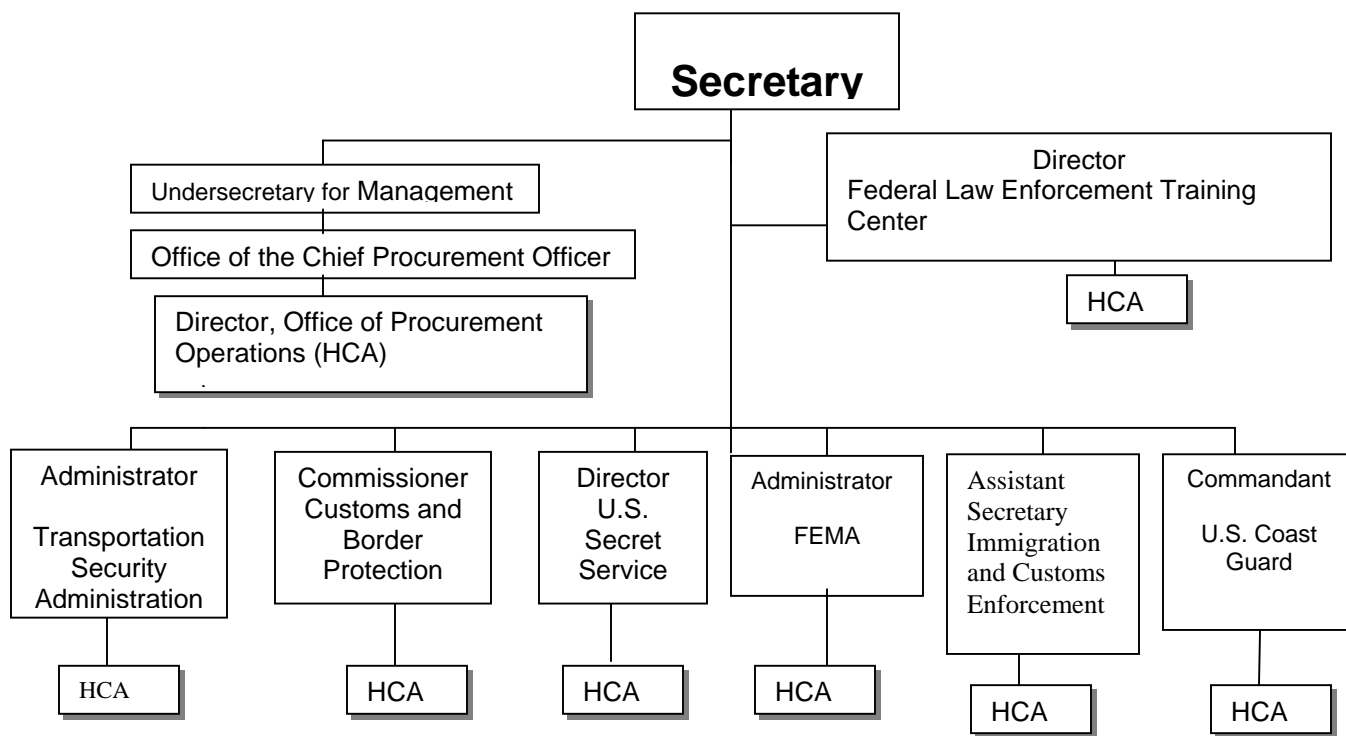 Secretary
Undersecretary for Management
Office of the Chief Procurement Officer
Director, Office of Procurement
Operations (HCA)
.
Director
Federal Law Enforcement Training
Center
HCA
Administrator
Transportation
Security
Administration
HCA
Commissioner
Customs and
Border
Protection
HCA
Director
U.S.
Secret
Service
HCA
Administrator
FEMA
HCA
Assistant
Secretary
Immigration
and Customs
Enforcement
HCA
Commandant
U.S. Coast
Guard
HCA